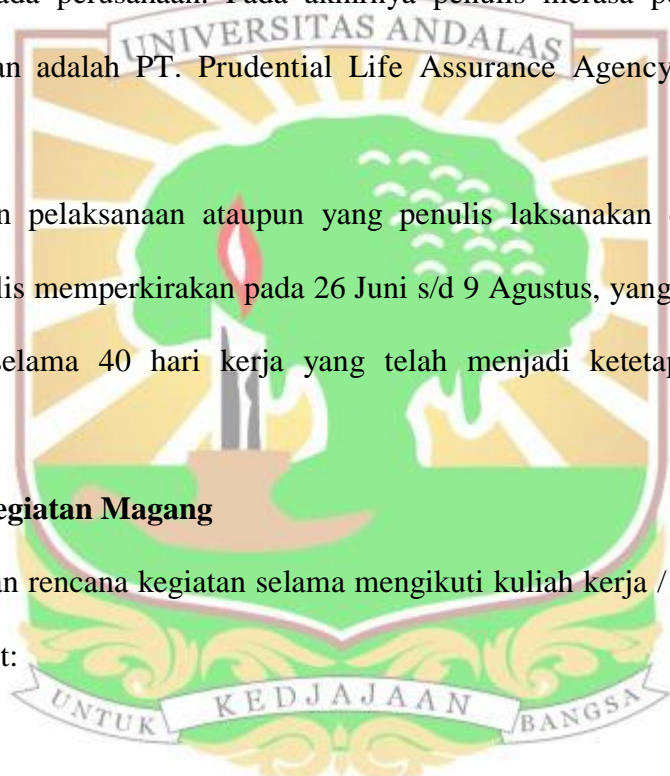 ada perusahaan. Pada akhirnya penulis merasa
UNIVERSITAS ANDALAS
an adalah PT. Prudential Life Assurance Agency
n pelaksanaan ataupun yang penulis laksanakan
lis memperkirakan pada 26 Juni s/d 9 Agustus, yang
selama 40 hari kerja yang telah menjadi ketetap
egiatan Magang
an rencana kegiatan selama mengikuti kuliah kerja /
t:
UNTUK KEDJAJAAN BANGSA